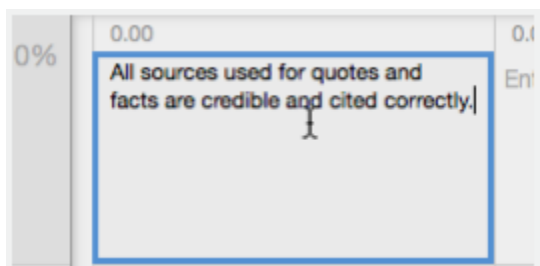 0.00
0%
All sources used for quotes and
facts are credible and cited correctly.